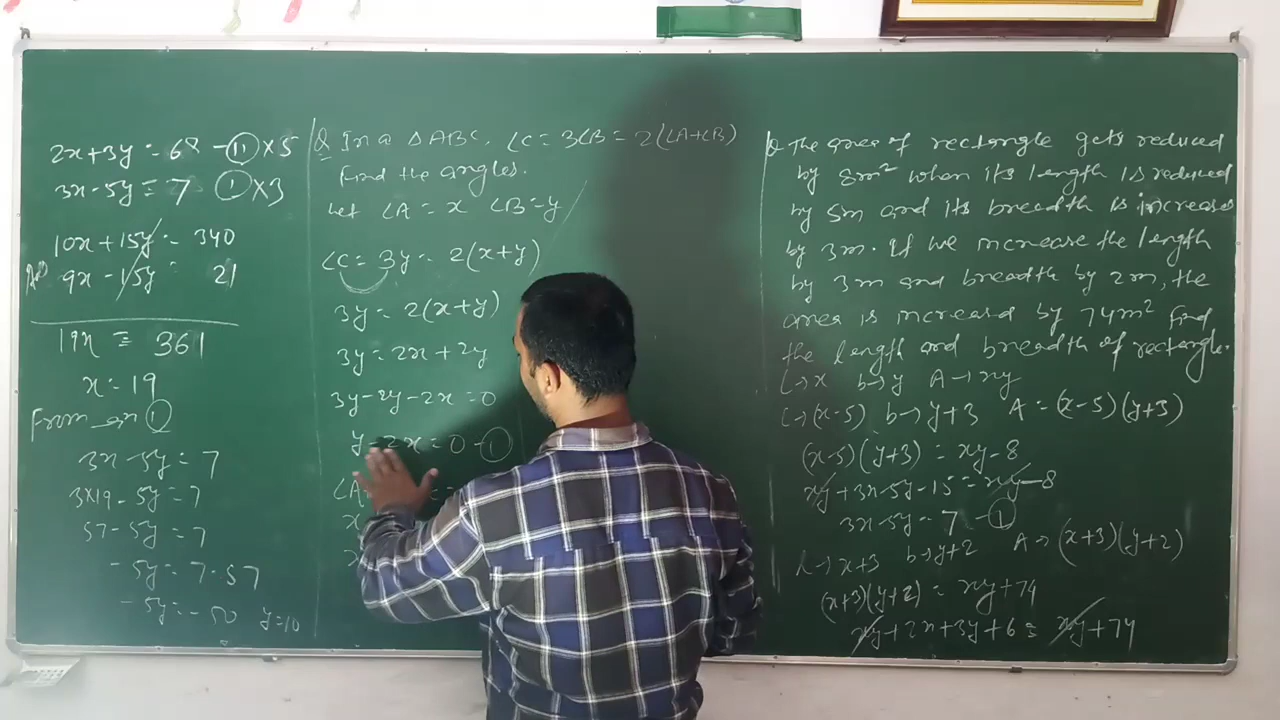 2x+3y=68 -(11)×5
3x-5y=7 (1)×3
10x+15y=340
9x-15y=21
19x=361
x=19
From (1)
3x-5y=7
3×19-5y=7
57-5y=7
-5y=7-57
-5y=-50 y=10
Q In a △ABC, ∠C=3∠B=2(∠A+∠B)
Find the angles.
Let ∠A=x ∠B=y
∠C=3y=2(x+y)
3y=2(x+y)
3y=2x+2y
3y-2y-2x=0
y-2x=0-(1)
∠A
x
x
Q The area of rectangle gets reduced
by 8m² when its length is reduced
by 5m and its breadth is increased
by 3m. If we increase the length
by 3m and breadth by 2m, the
area is increased by 74m² Find
the length and breadth of rectangle.
L→x b→y A→xy
L→(x-5) b→y+3 A=(x-5)(y+3)
(x-5)(y+3)=xy-8
xy+3x-5y-15=xy-8
3x-5y=7-(1)
L→x+3 b→y+2 A→(x+3)(y+2)
(x+3)(y+2)=xy+74
xy+2x+3y+6=xy+74